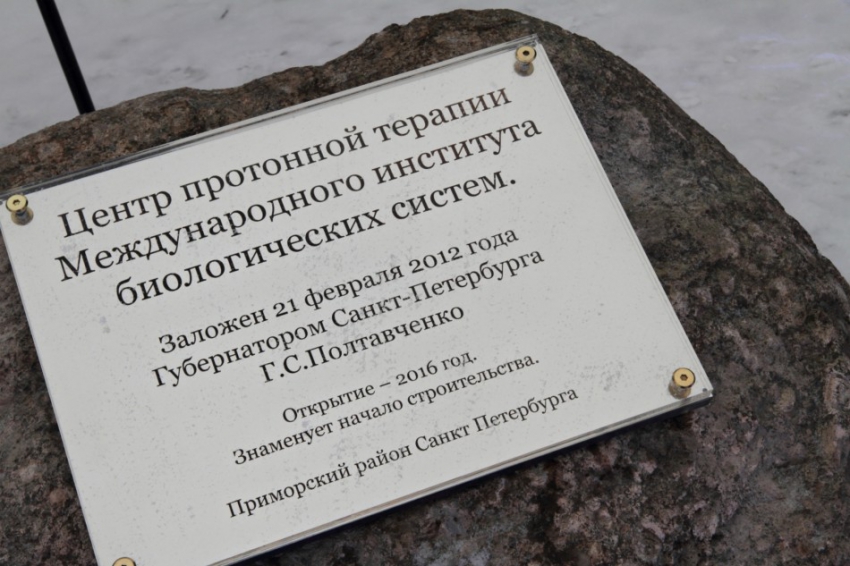 Центр протонной терапии
Международного института
биологических систем.
Заложен 21 февраля 2012 года
Губернатором Санкт-Петербурга
Г.С.Полтавченко
Открытие – 2016 год.
Знаменует начало строительства.
Приморский район Санкт Петербурга